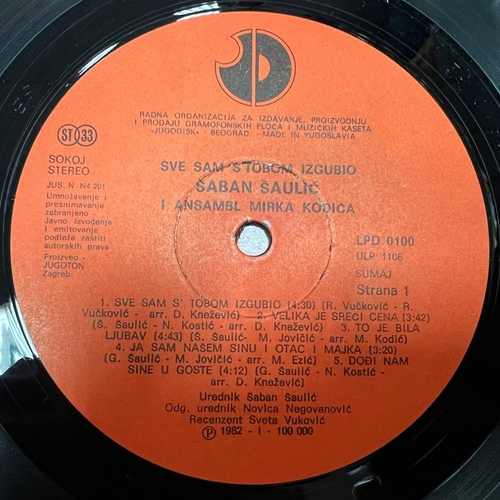 RADNA ORGANIZACIJA ZA IZDAVANJE, PROIZVODNJU
I PRODAJU GRAMOFONSKIH PLOČA I MUZIČKIH KASETA
«JUGODISK» - BEOGRAD - MADE IN YUGOSLAVIA
ST 33
SOKOJ
STEREO
JUS. N. N4 201
Umnožavanje i
presnimavanje
zabranjeno -
Javno izvođenje
i emitovanje
podleže zaštiti
autorskih prava
Proizveo -
JUGOTON
Zagreb
SVE SAM S'TOBOM IZGUBIO
ŠABAN ŠAULIĆ
I ANSAMBL MIRKA KODIĆA
LPD 0100
ULP 1106
SUMAJ
Strana 1
1. SVE SAM S' TOBOM IZGUBIO (4:30) (R. Vučković - R.
Vučković - arr. D. Knežević) 2. VELIKA JE SREĆI CENA (3:42)
(S. Šaulić - N. Kostić - arr. D. Knežević) 3. TO JE BILA
LJUBAV (4:43) (S. Šaulić - M. Jovičić - arr. M. Kodić)
4. JA SAM NAŠEM SINU I OTAC I MAJKA (3:20)
(G. Šaulić - M. Jovičić - arr. M. Ezić) 5. DOĐI NAM
SINE U GOSTE (4:12) (G. Šaulić - N. Kostić -
arr. D. Knežević)
Urednik Šaban Šaulić
Odg. urednik Novica Negovanović
Recenzent Sveta Vuković
℗ 1982 - I - 100 000